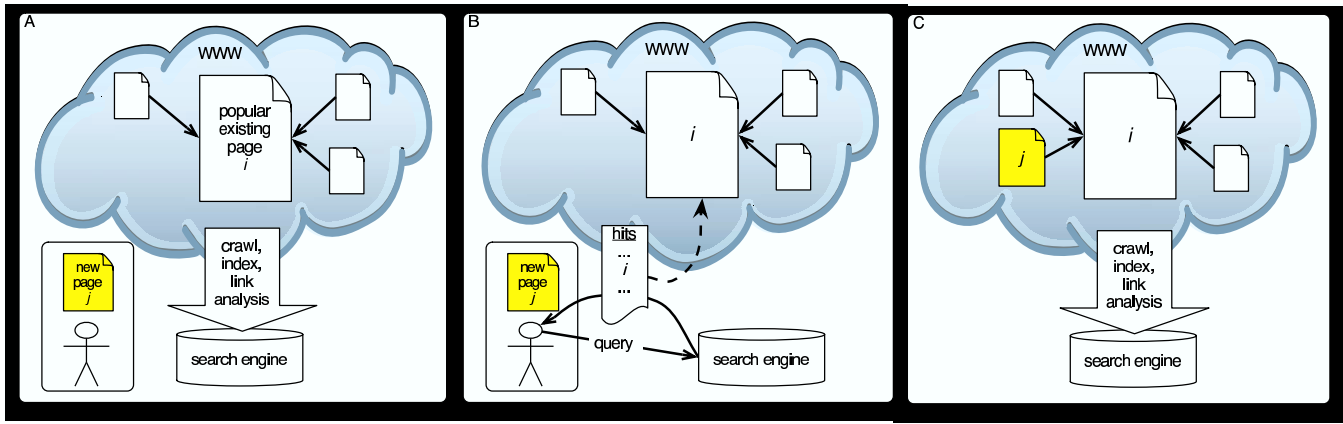 A
WWW
popular
existing
page
i
crawl,
index,
link
analysis
new
page
j
search engine
B
WWW
i
hits
...
i
...
new
page
j
query
search engine
C
WWW
j
i
crawl,
index,
link
analysis
search engine